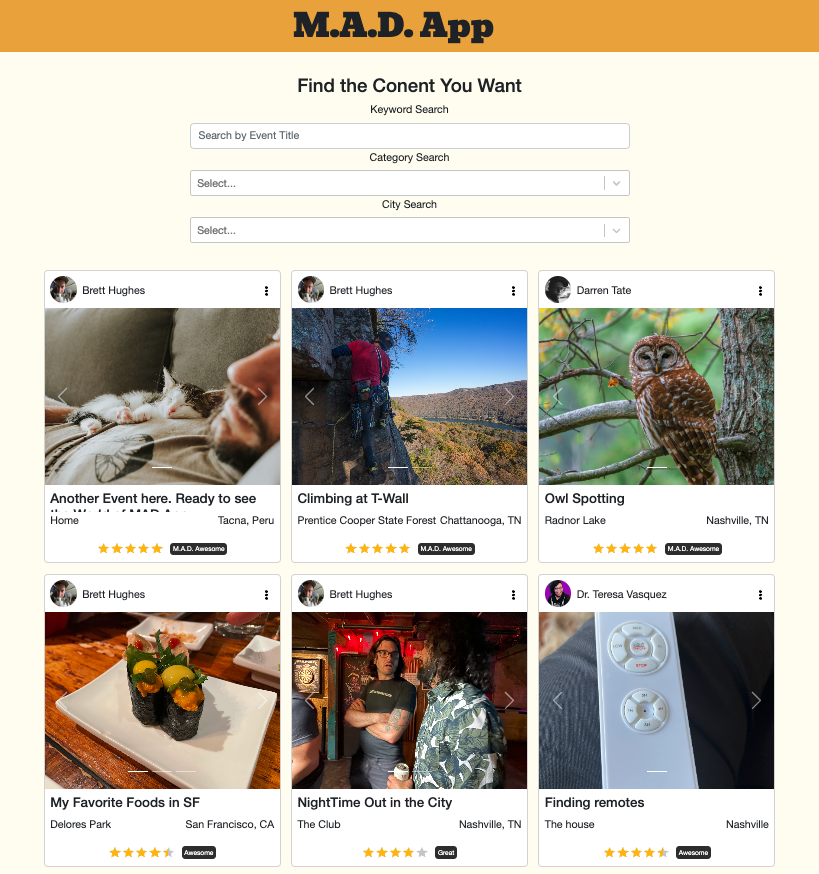 M.A.D. App
Find the Conent You Want
Keyword Search
Search by Event Title
Category Search
Select...
City Search
Select...
Brett Hughes
Brett Hughes
Darren Tate
Another Event here. Ready to see
Climbing at T-Wall
Owl Spotting
Home Tacna, Peru
Prentice Cooper State Forest Chattanooga, TN
Radnor Lake Nashville, TN
M.A.D. Awesome
M.A.D. Awesome
M.A.D. Awesome
Brett Hughes
Brett Hughes
Dr. Teresa Vasquez
STOP
My Favorite Foods in SF
NightTime Out in the City
Finding remotes
Delores Park San Francisco, CA
The Club Nashville, TN
The house Nashville
Awesome
Great
Awesome